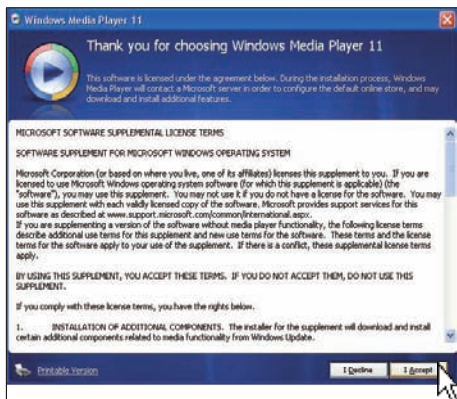 Windows Media Player 11
Thank you for choosing Windows Media Player 11
This software is licensed under the agreement below. During the installation process, Windows
Media Player will contact a Microsoft server in order to configure the default online store, and may
download and install additional features.
MICROSOFT SOFTWARE SUPPLEMENTAL LICENSE TERMS
SOFTWARE SUPPLEMENT FOR MICROSOFT WINDOWS OPERATING SYSTEM
Microsoft Corporation (or based on where you live, one of its affiliates) licenses this supplement to you. If you are
licensed to use Microsoft Windows operating system software (for which this supplement is applicable) (the
"software"), you may use this supplement. You may not use it if you do not have a license for the software. You may
use this supplement with each validly licensed copy of the software. Microsoft provides support services for this
software as described at www.support.microsoft.com/common/international.aspx.
If you are supplementing a version of the software without media player functionality, the following license terms
describe additional use terms for this supplement and new use terms for the software. These terms and the license
terms for the software apply to your use of the supplement. If there is a conflict, these supplemental license terms
apply.
BY USING THIS SUPPLEMENT, YOU ACCEPT THESE TERMS. IF YOU DO NOT ACCEPT THEM, DO NOT USE THIS
SUPPLEMENT.
If you comply with these license terms, you have the rights below.
1. INSTALLATION OF ADDITIONAL COMPONENTS. The installer for the supplement will download and install
certain additional components related to media functionality from Windows Update.
Printable Version
I Decline
I Accept